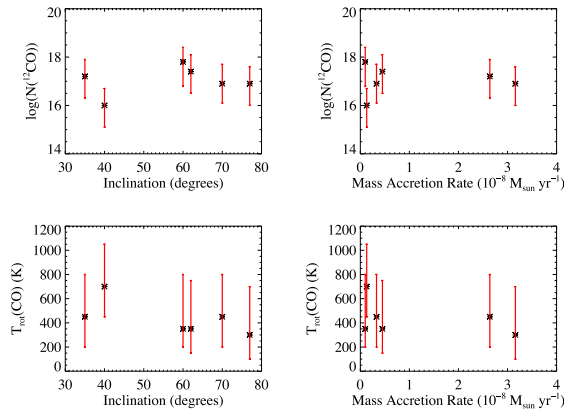 20
18
16
14
log(N(¹²CO))
30 40 50 60 70 80
Inclination (degrees)
20
18
16
14
log(N(¹²CO))
0 1 2 3 4
Mass Accretion Rate (10⁻⁸ M_sun yr⁻¹)
1200
1000
800
600
400
200
0
T_rot(CO) (K)
30 40 50 60 70 80
Inclination (degrees)
1200
1000
800
600
400
200
0
T_rot(CO) (K)
0 1 2 3 4
Mass Accretion Rate (10⁻⁸ M_sun yr⁻¹)